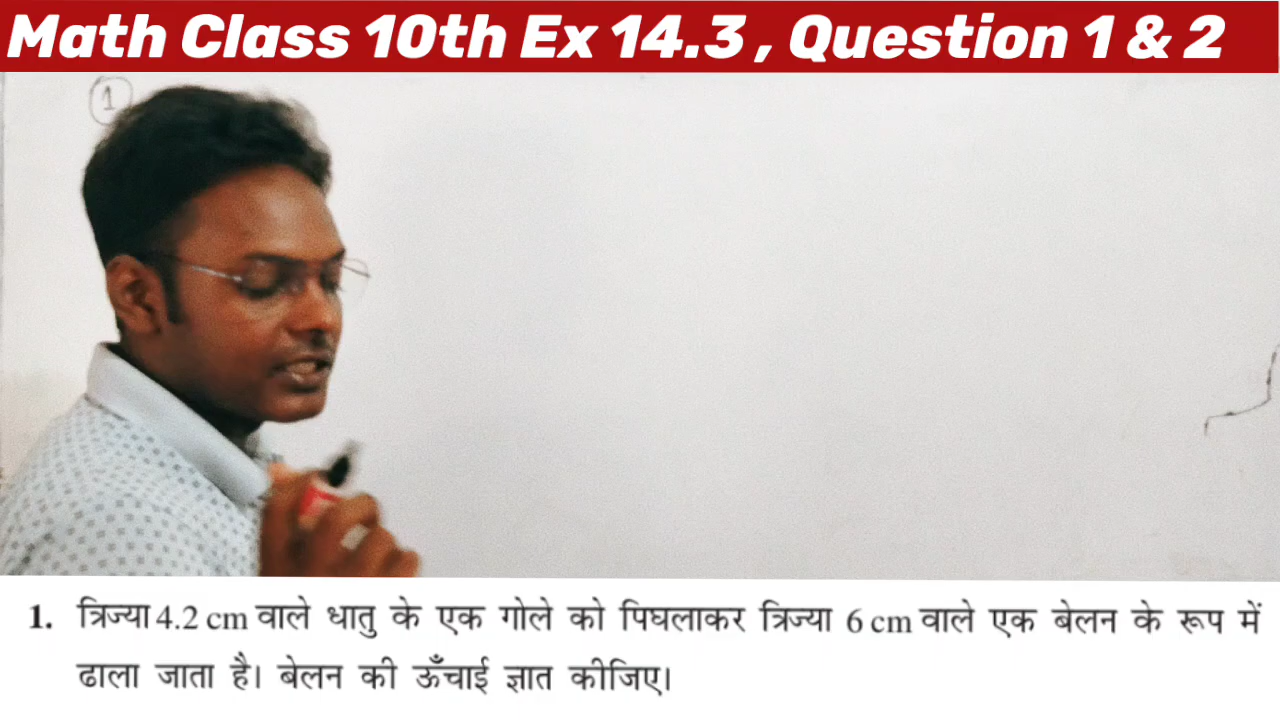 Math Class 10th Ex 14.3 , Question 1 & 2
1
1. त्रिज्या 4.2 cm वाले धातु के एक गोले को पिघलाकर त्रिज्या 6 cm वाले एक बेलन के रूप में
ढाला जाता है। बेलन की ऊँचाई ज्ञात कीजिए।